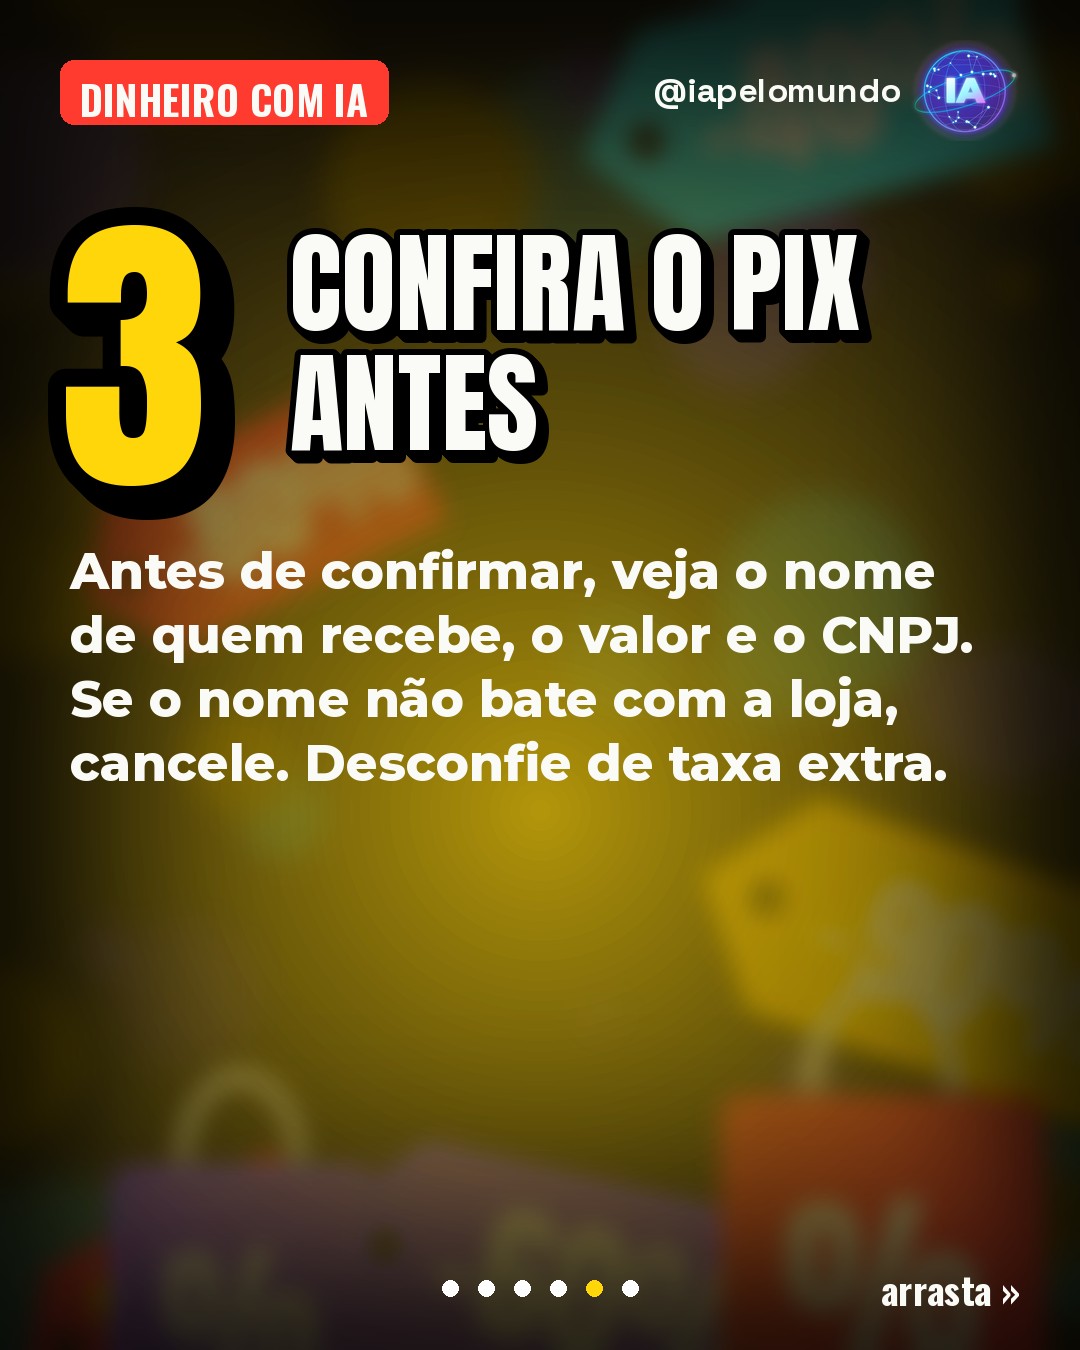 DINHEIRO COM IA
@iapelomundo
IA
3
CONFIRA O PIX
ANTES
Antes de confirmar, veja o nome
de quem recebe, o valor e o CNPJ.
Se o nome não bate com a loja,
cancele. Desconfie de taxa extra.
%
arrasta »